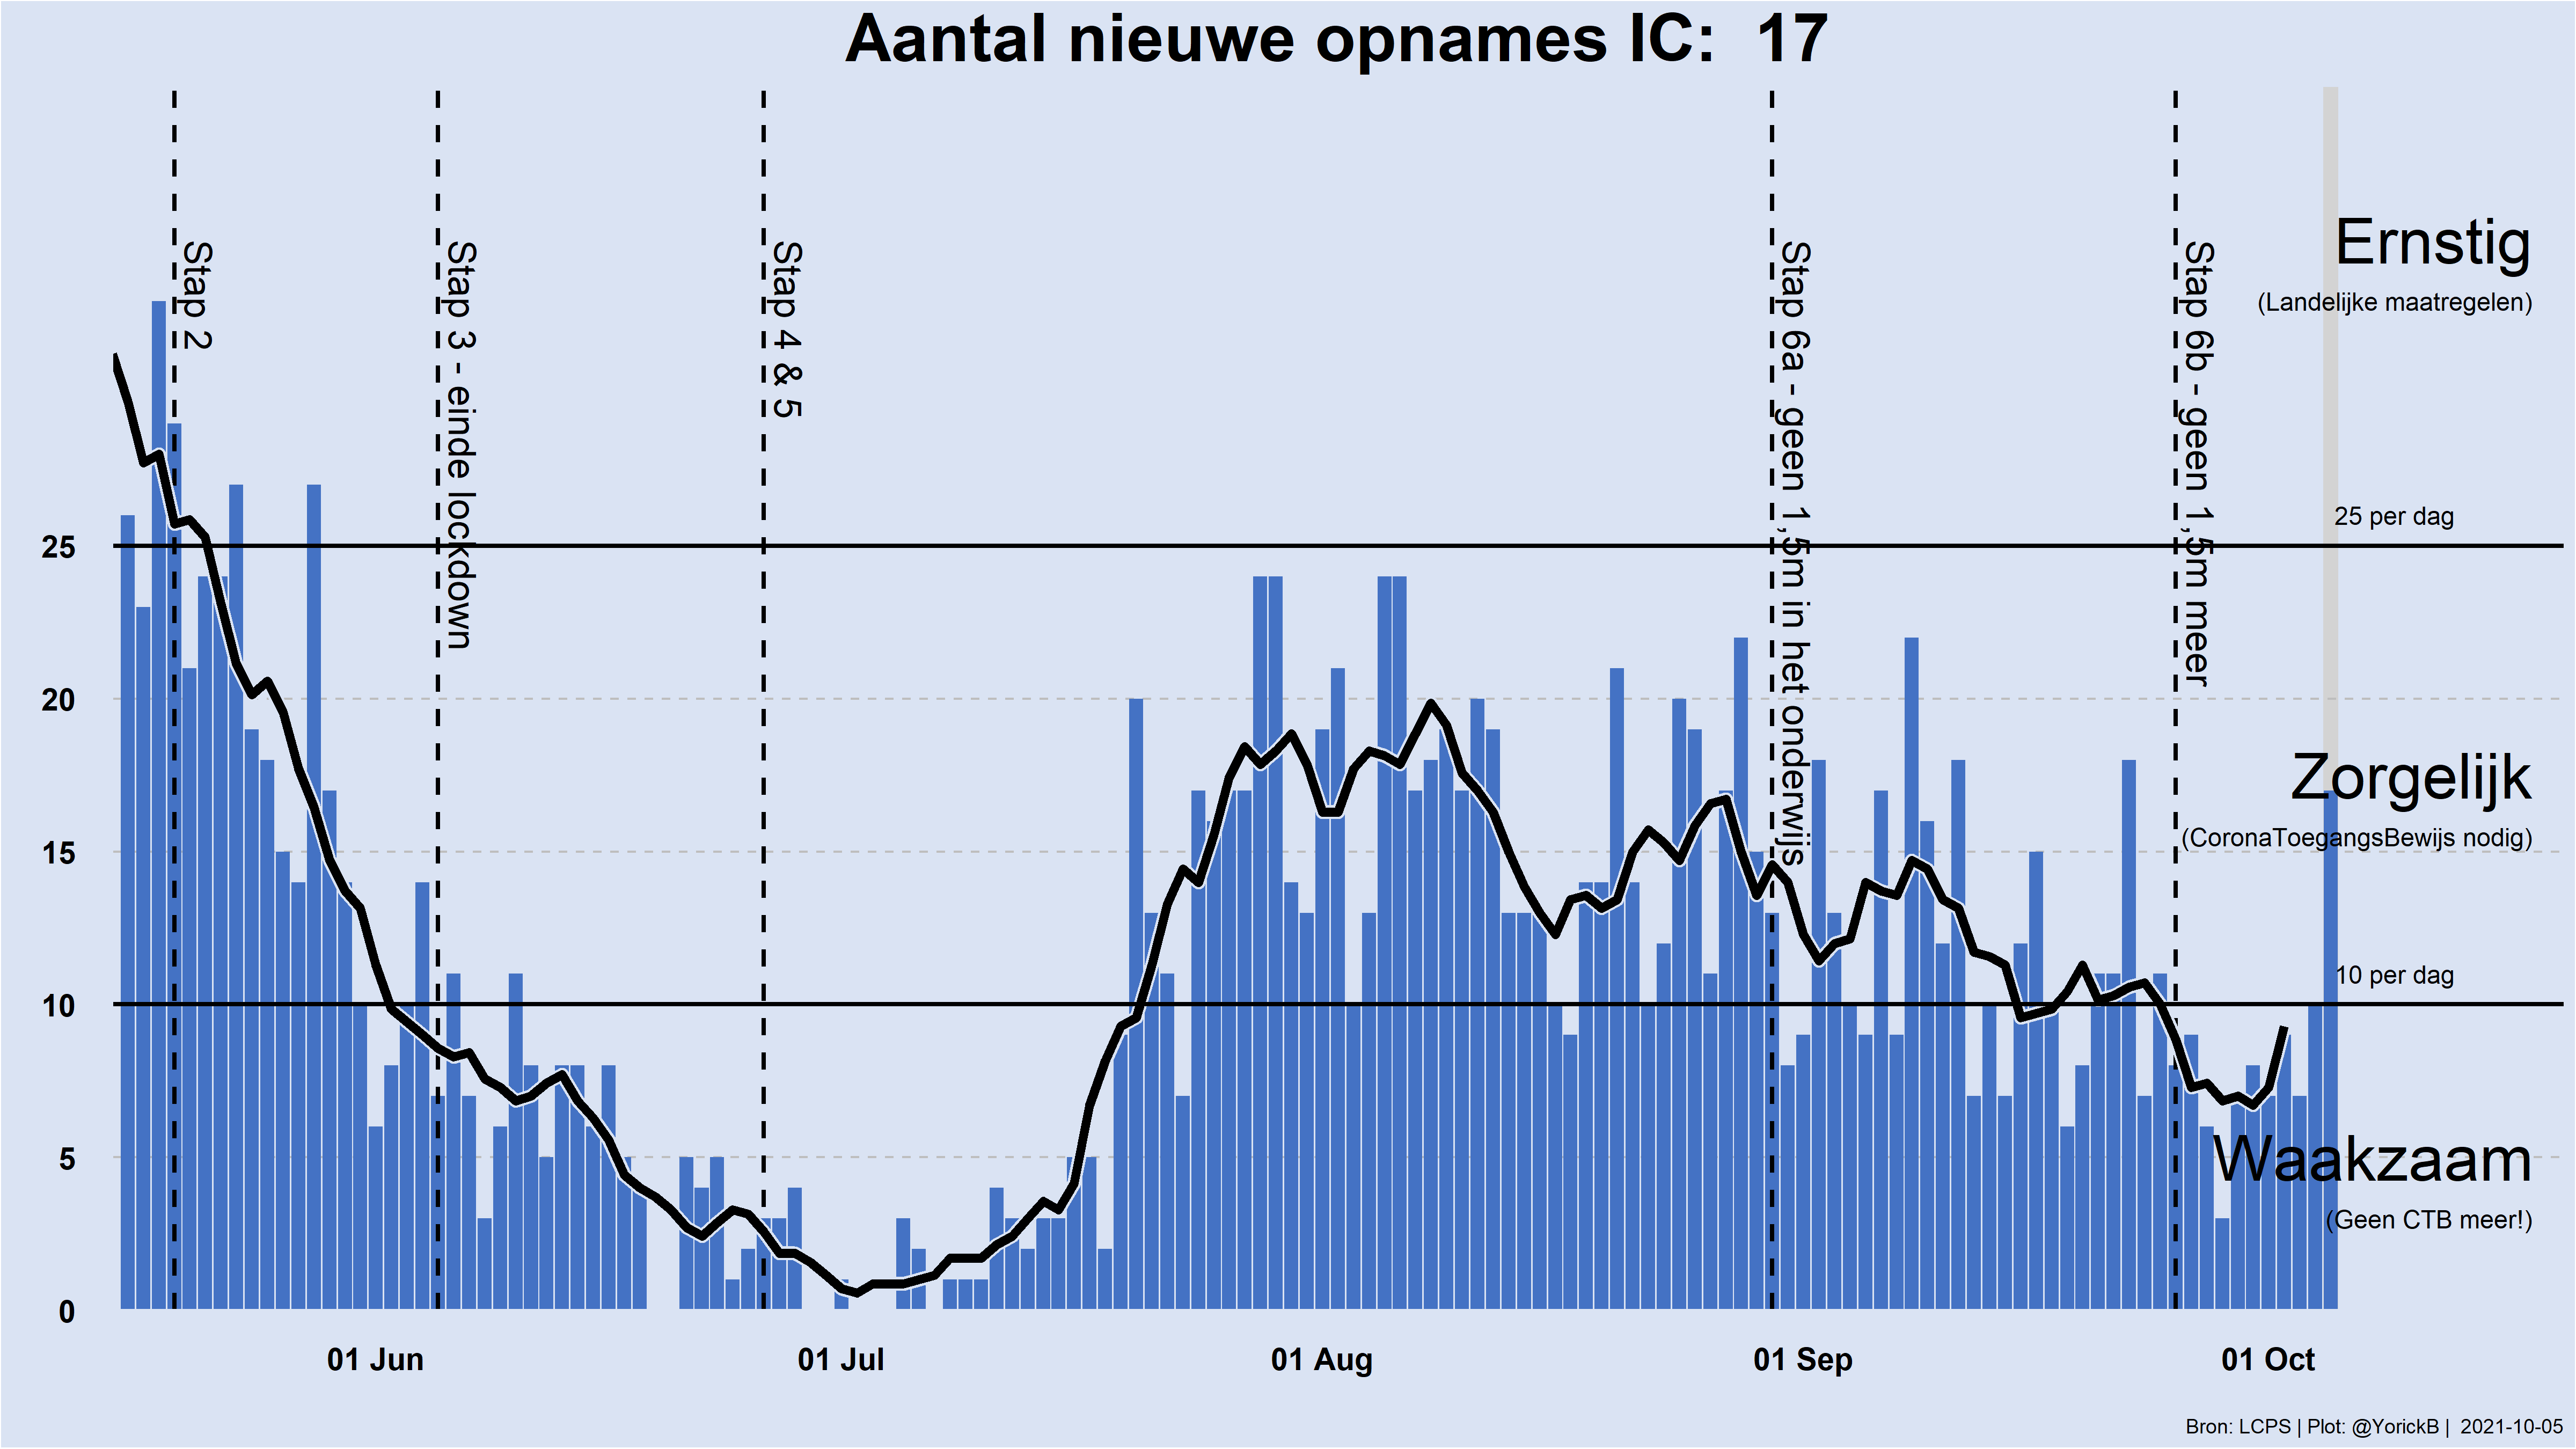 Aantal nieuwe opnames IC:  17
Stap 2
Stap 3 - einde lockdown
Stap 4 & 5
Stap 6a - geen 1,5m in het onderwijs
Stap 6b - geen 1,5m meer
Ernstig
(Landelijke maatregelen)
25 per dag
Zorgelijk
(CoronaToegangsBewijs nodig)
10 per dag
Waakzaam
(Geen CTB meer!)
25
20
15
10
5
0
01 Jun
01 Jul
01 Aug
01 Sep
01 Oct
Bron: LCPS | Plot: @YorickB |  2021-10-05